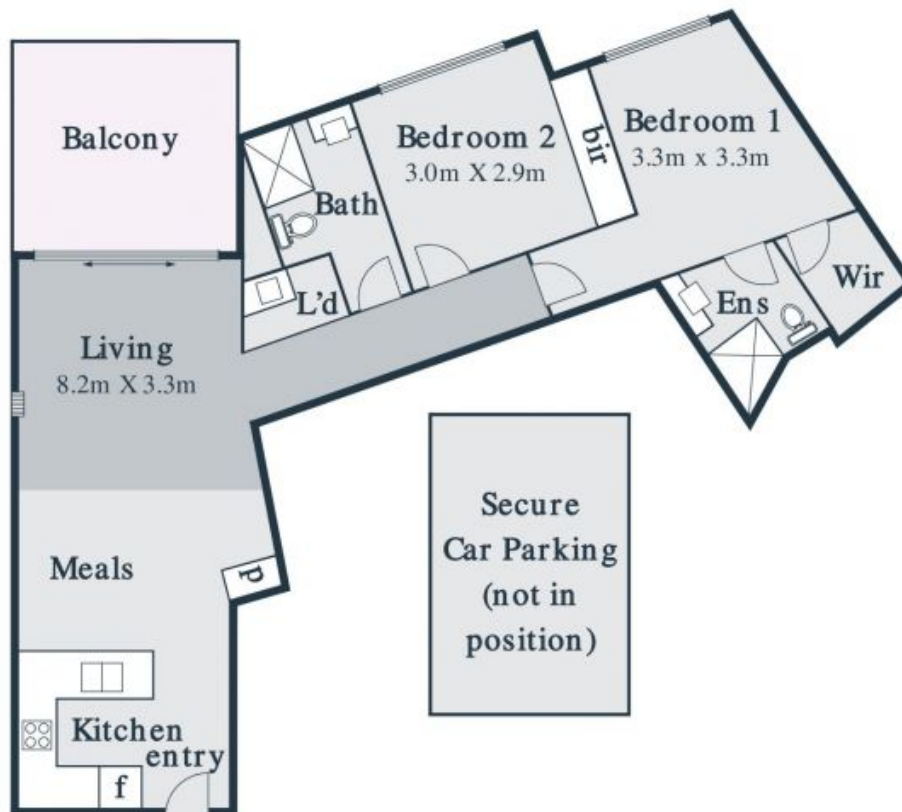 Balcony
Bedroom 2
3.0m X 2.9m
bir
Bedroom 1
3.3m x 3.3m
Bath
L'd
Ens
Wir
Living
8.2m X 3.3m
Meals
p
Kitchen
entry
f
Secure
Car Parking
(not in
position)